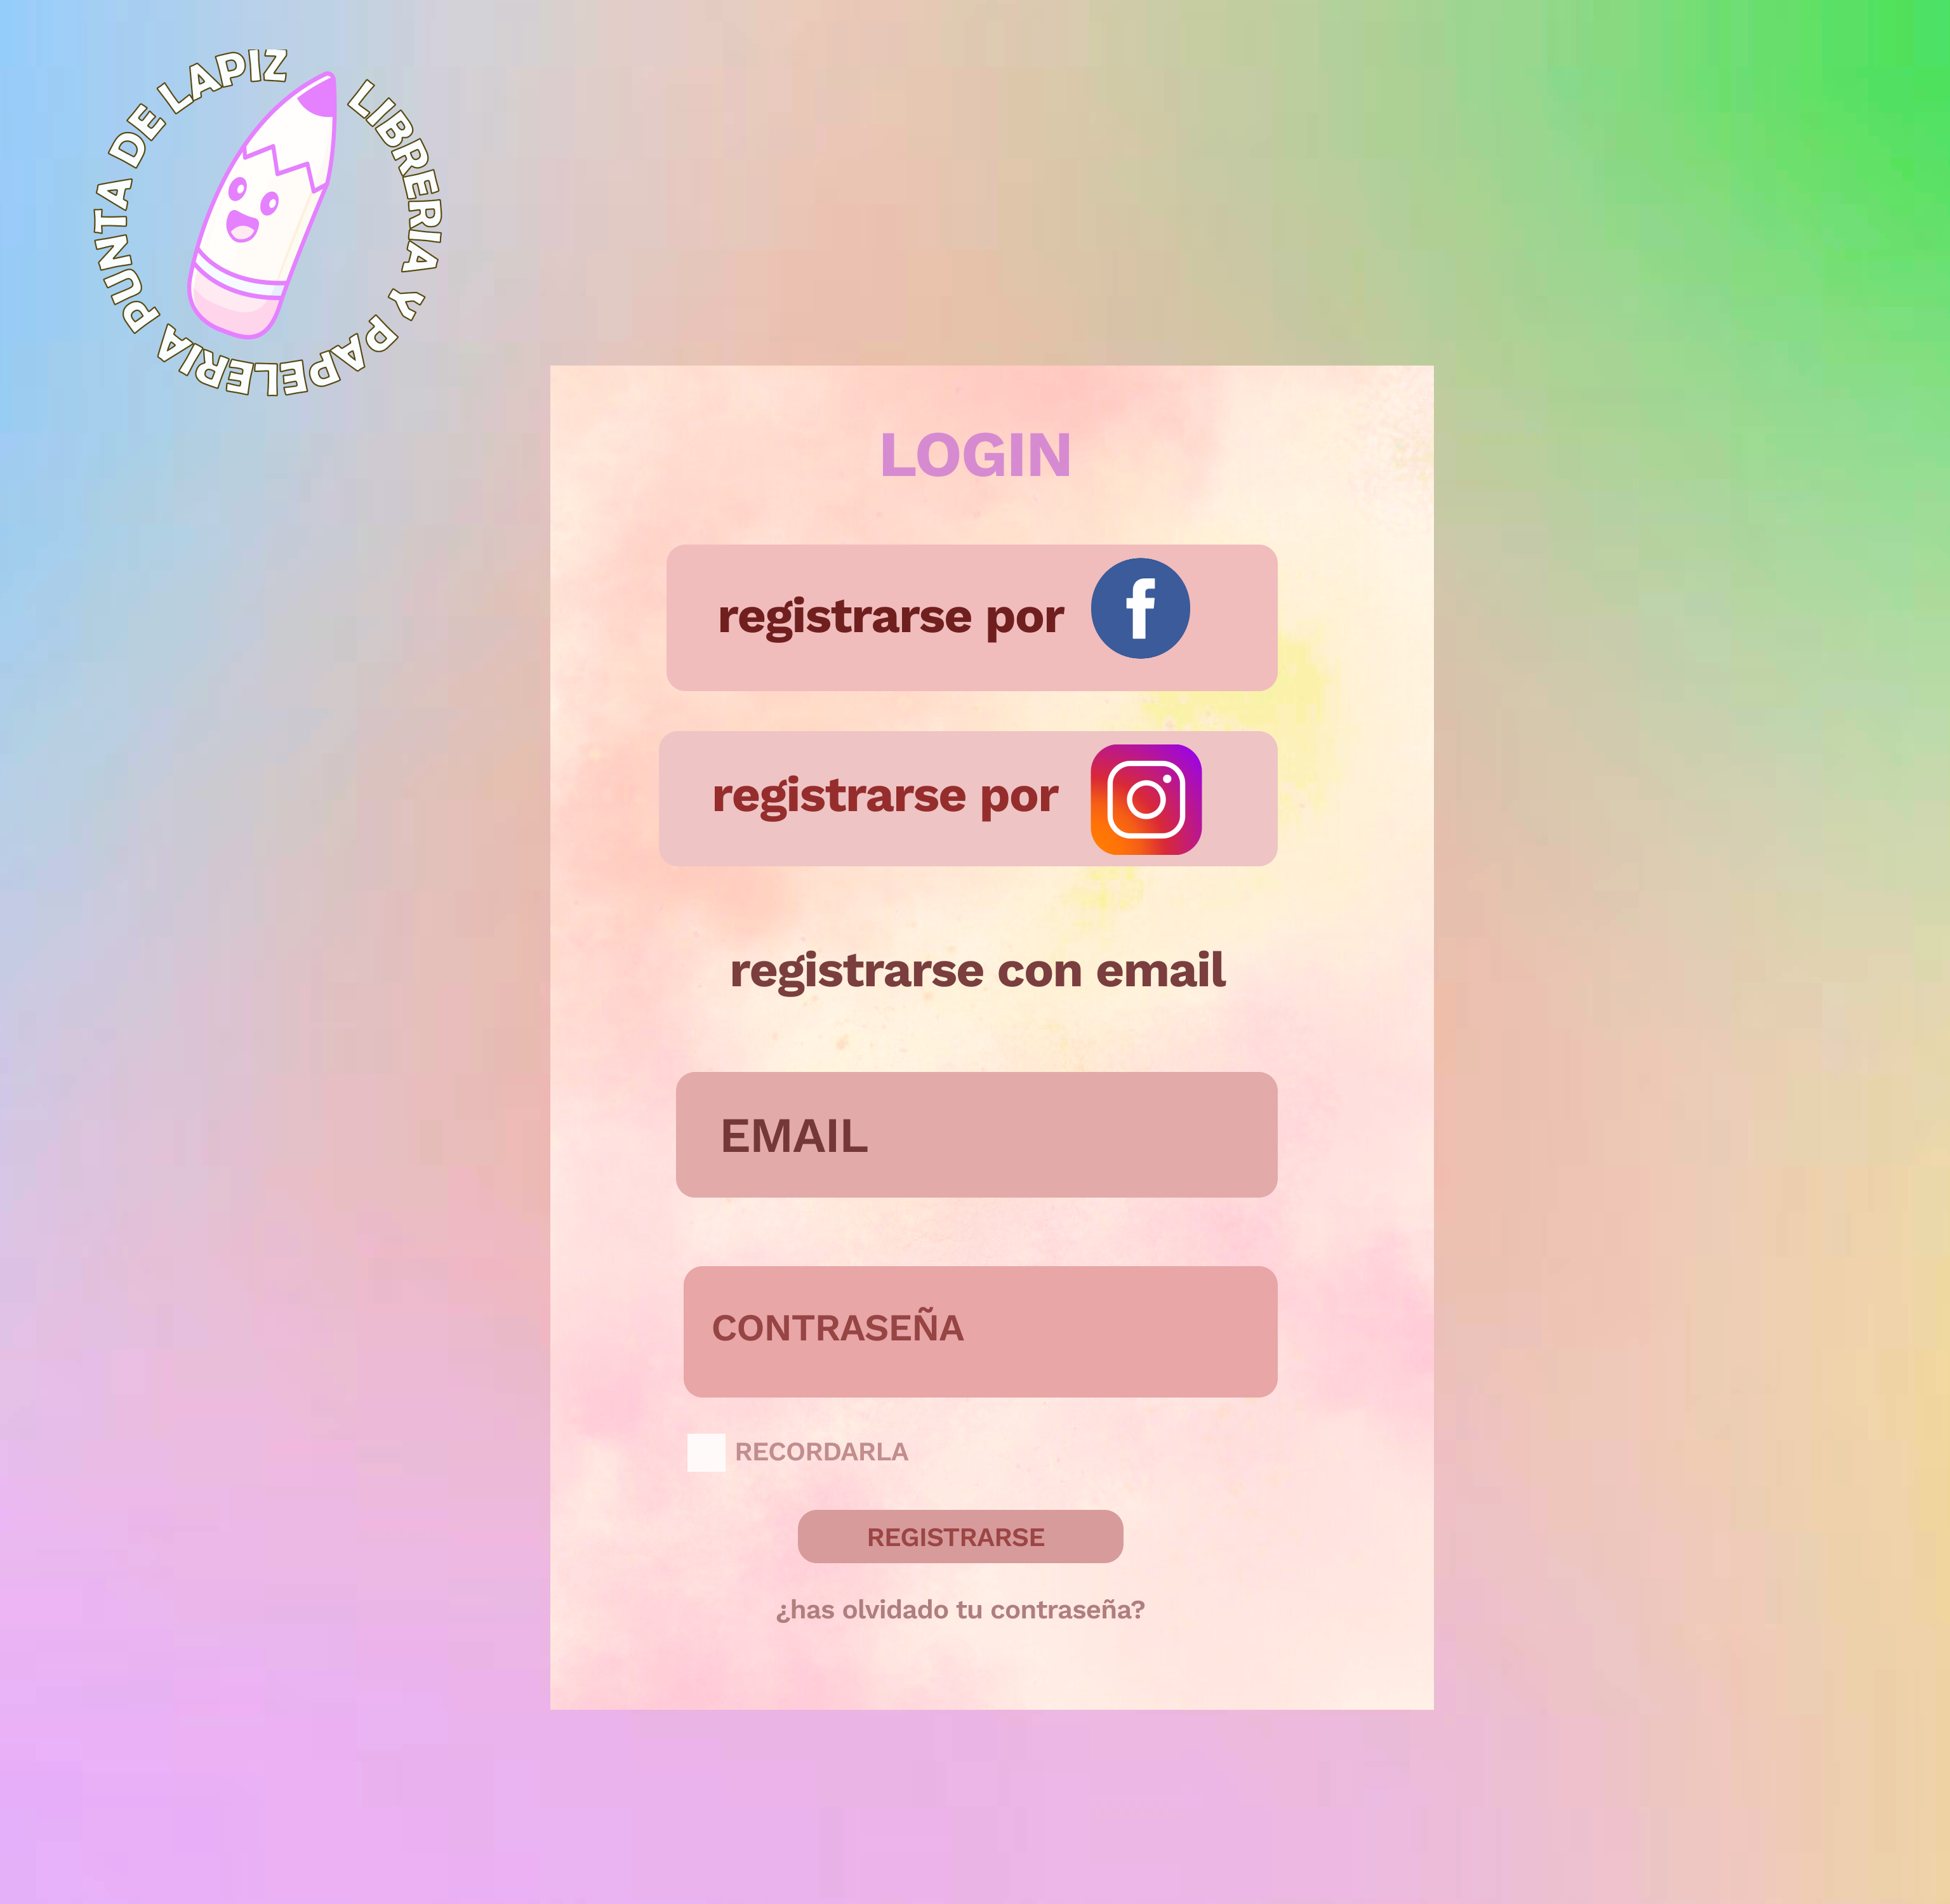 LIBRERIA Y PAPELERIA PUNTA DE LAPIZ
LOGIN
registrarse por
registrarse por
registrarse con email
EMAIL
CONTRASEÑA
RECORDARLA
REGISTRARSE
¿has olvidado tu contraseña?